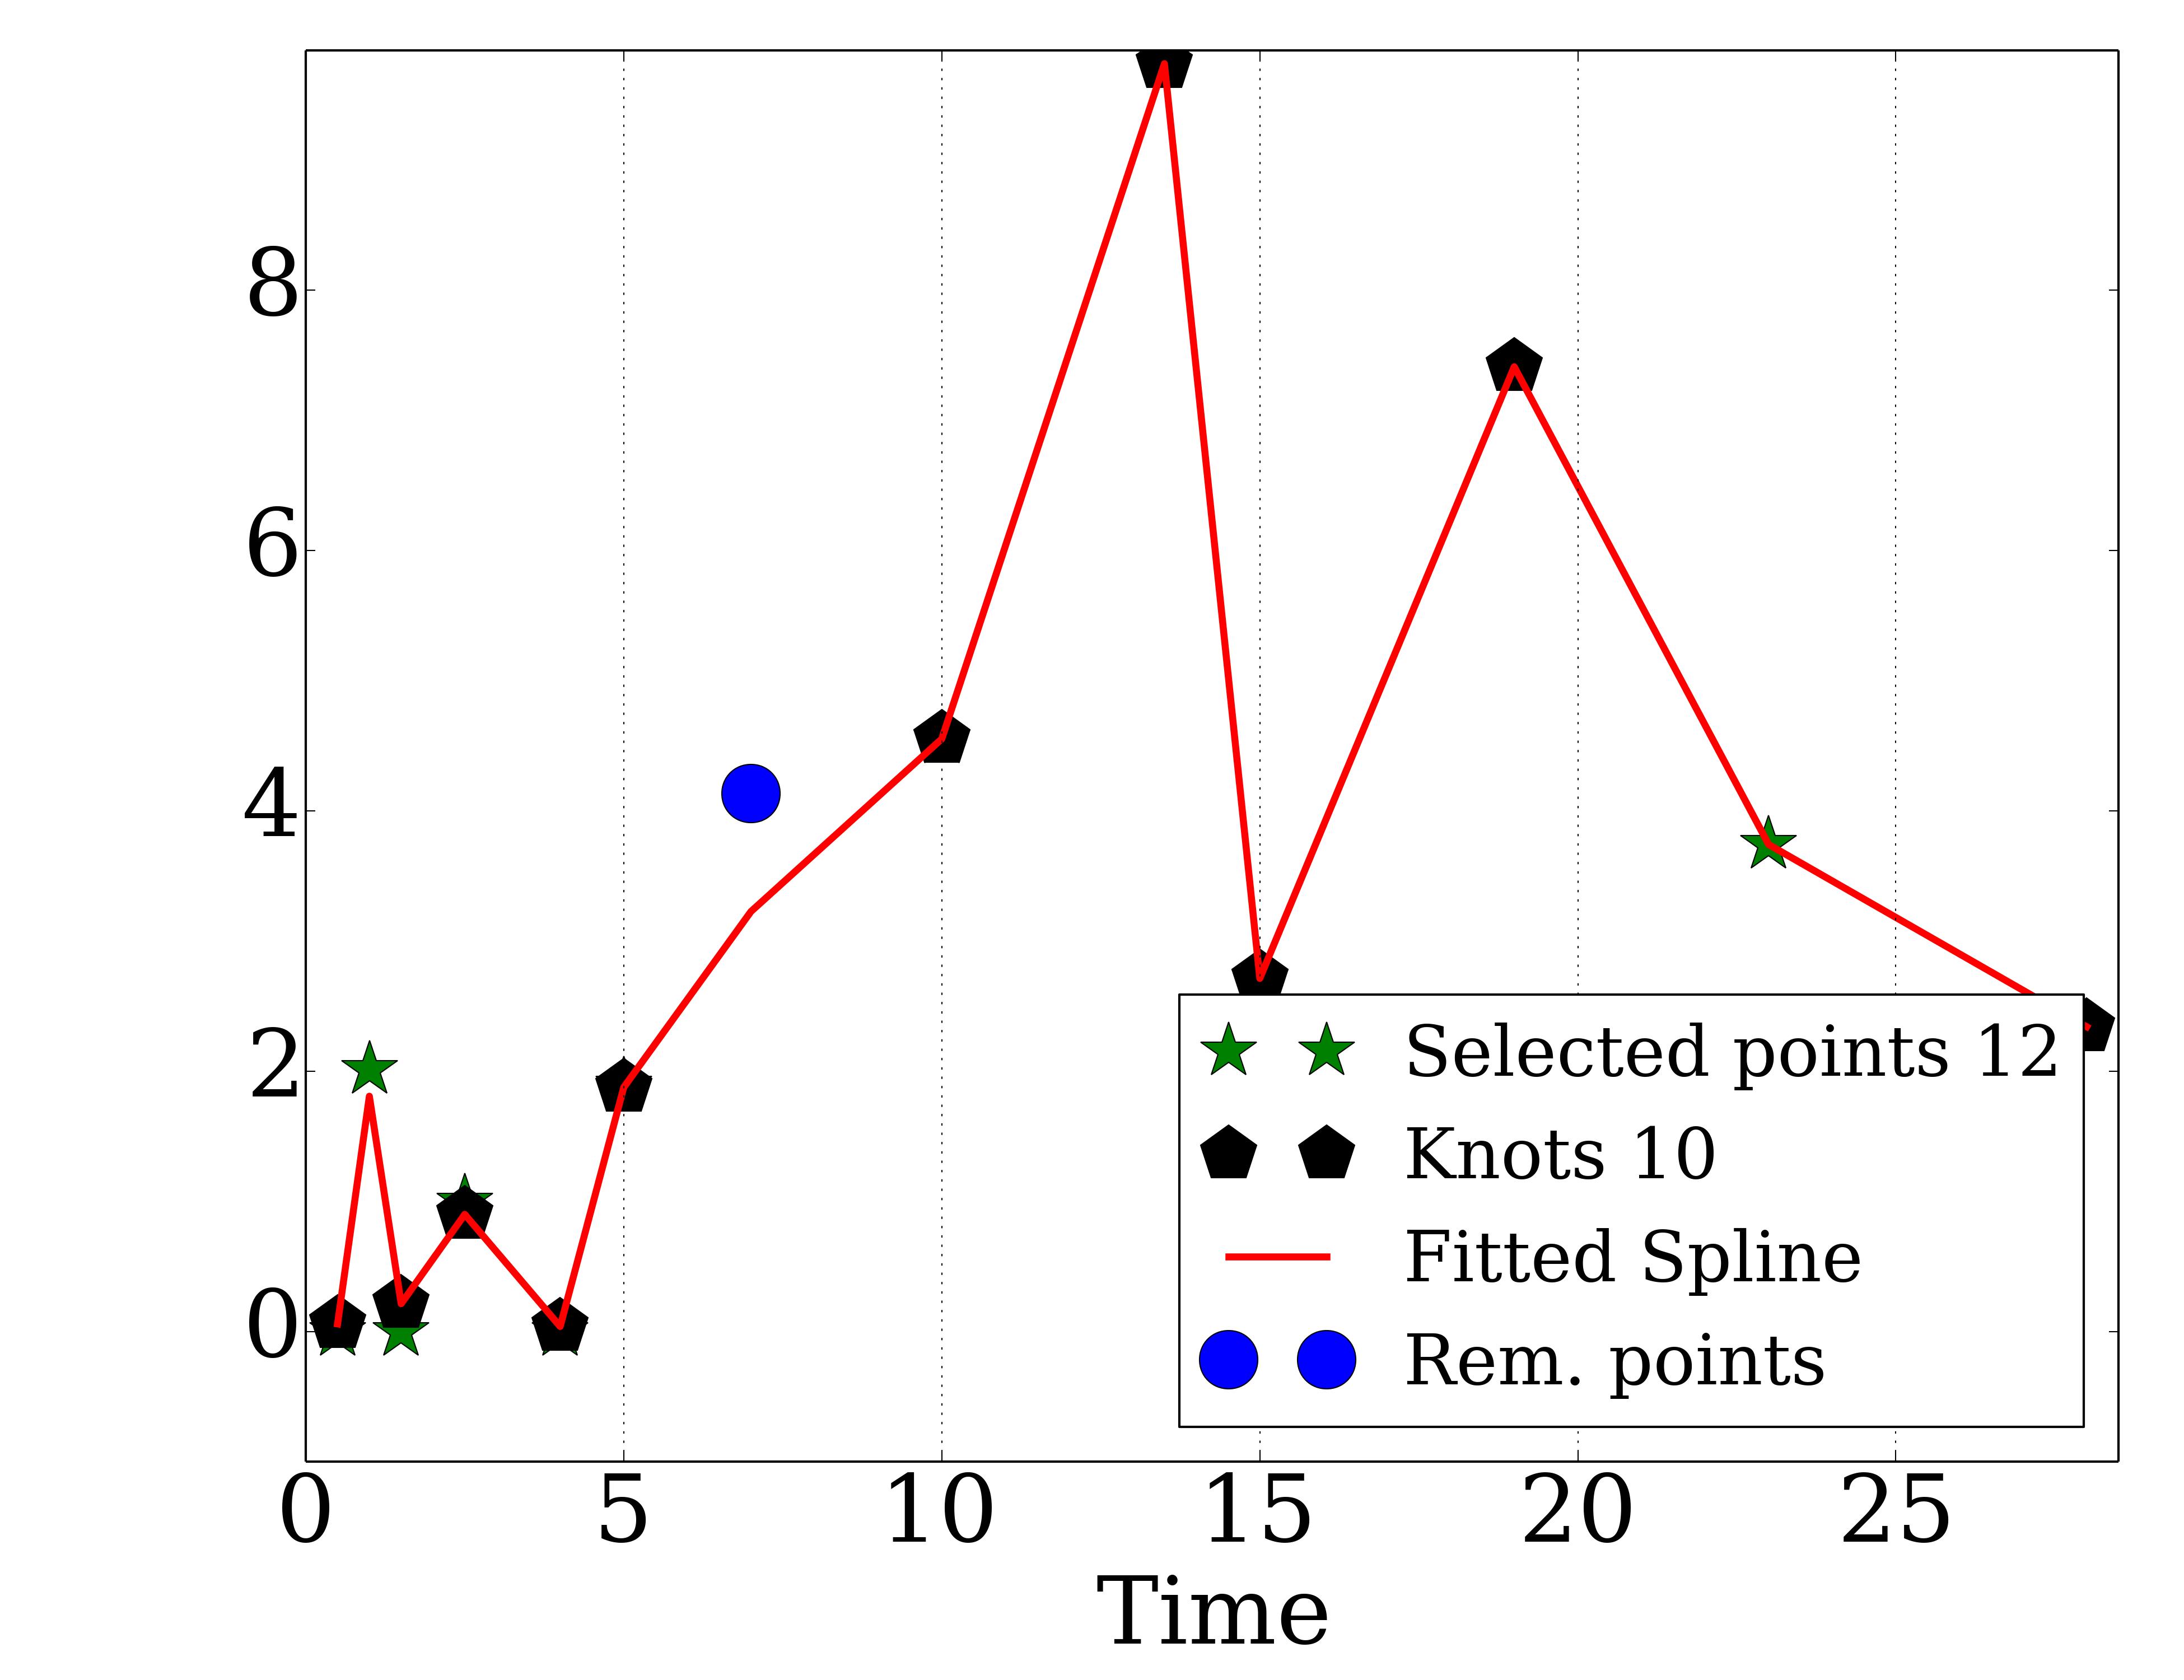 8
6
4
2
0
0 5 10 15 20 25
Time
Selected points 12
Knots 10
Fitted Spline
Rem. points